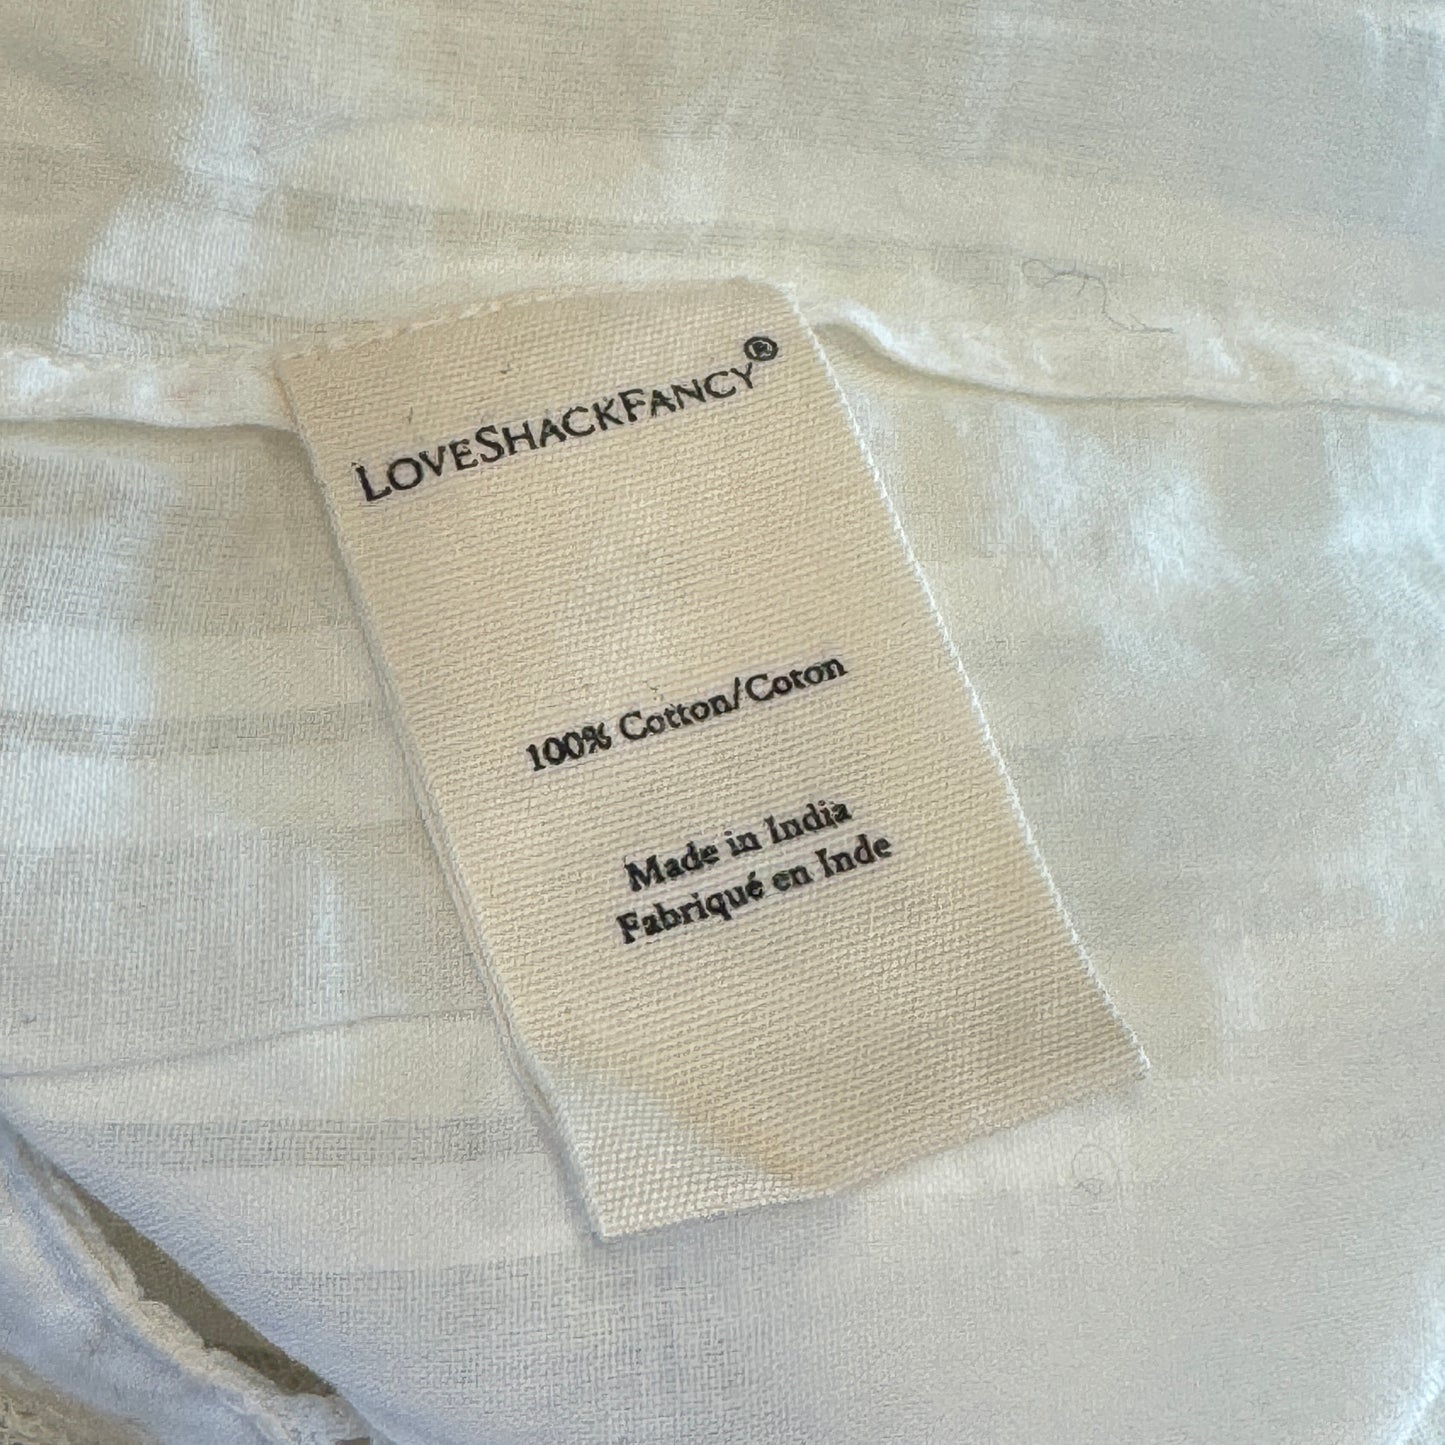 LOVESHACKFANCY®
100% Cotton/Coton
Made in India
Fabriqué en Inde